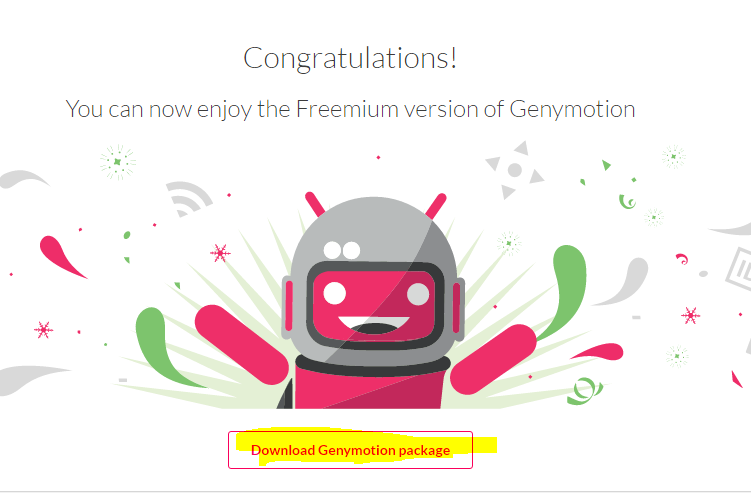 Congratulations!
You can now enjoy the Freemium version of Genymotion
Download Genymotion package